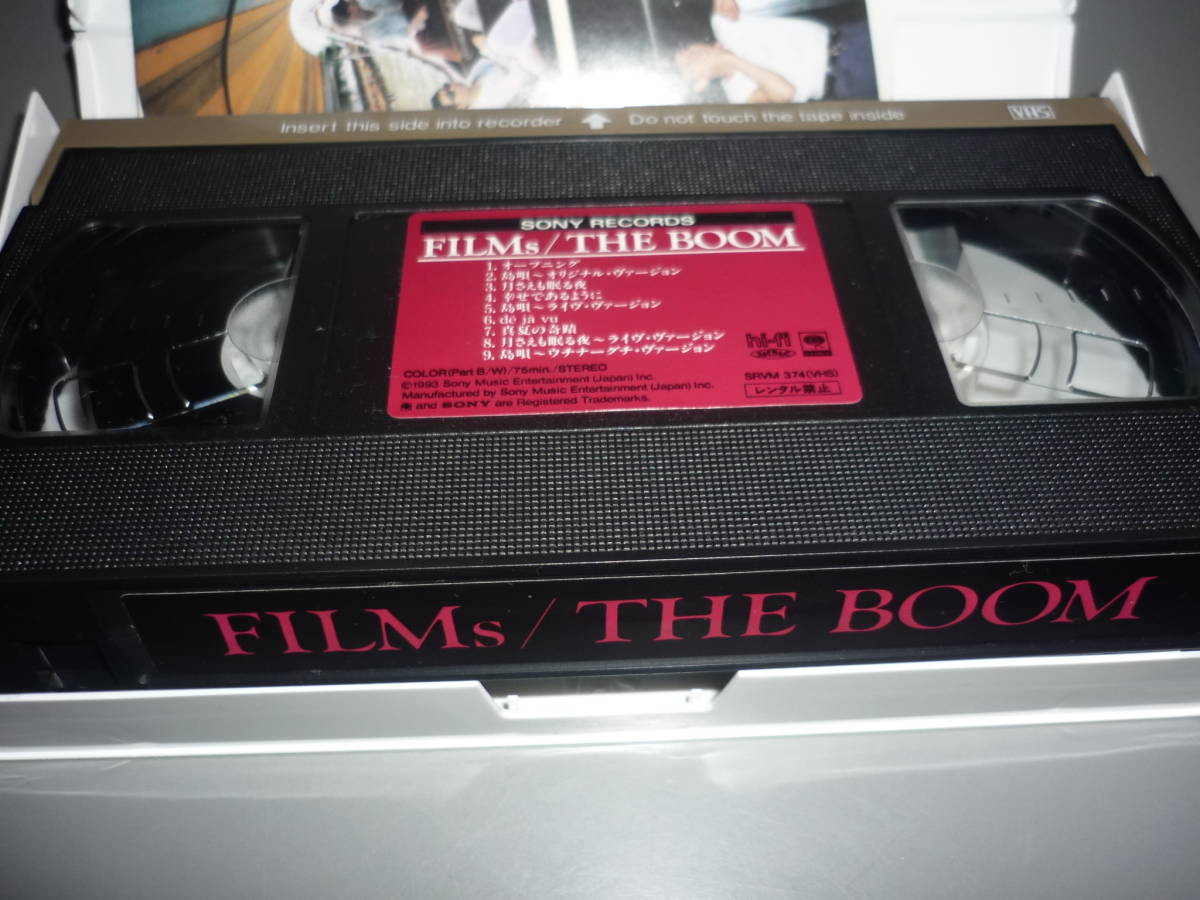 Insert this side into recorder ↑ Do not touch the tape inside
VHS
SONY RECORDS
FILMs/THE BOOM
1. オープニング
2. 島唄～オリジナル・ヴァージョン
3. 月さえも眠る夜
4. 幸せであるように
5. 島唄～ライヴ・ヴァージョン
6. dé jà vu
7. 真夏の奇蹟
8. 月さえも眠る夜～ライヴ・ヴァージョン
9. 島唄～ウチナーグチ・ヴァージョン
hi-fi
COLOR(Part B/W)/75min./STEREO
SRVM 374(VHS)
©1993 Sony Music Entertainment (Japan) Inc.
Manufactured by Sony Music Entertainment (Japan) Inc.
レンタル禁止
and SONY are Registered Trademarks.
FILMs / THE BOOM